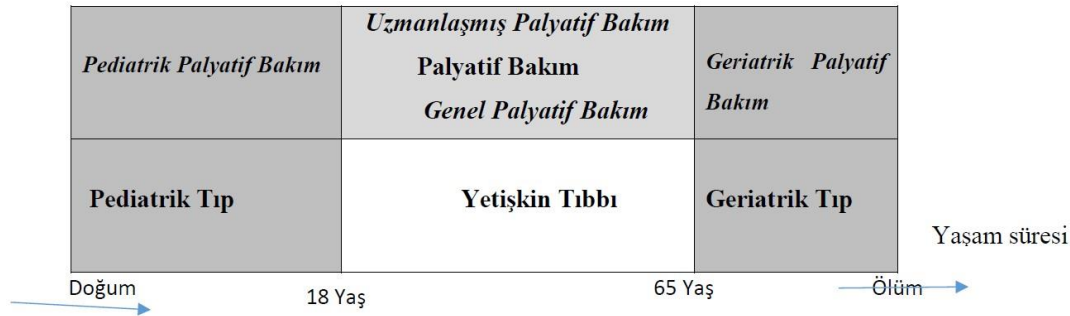 Pediatrik Palyatif Bakım
Uzmanlaşmış Palyatif Bakım
Palyatif Bakım
Genel Palyatif Bakım
Geriatrik Palyatif
Bakım
Pediatrik Tıp
Yetişkin Tıbbı
Geriatrik Tıp
Yaşam süresi
Doğum
18 Yaş
65 Yaş
Ölüm